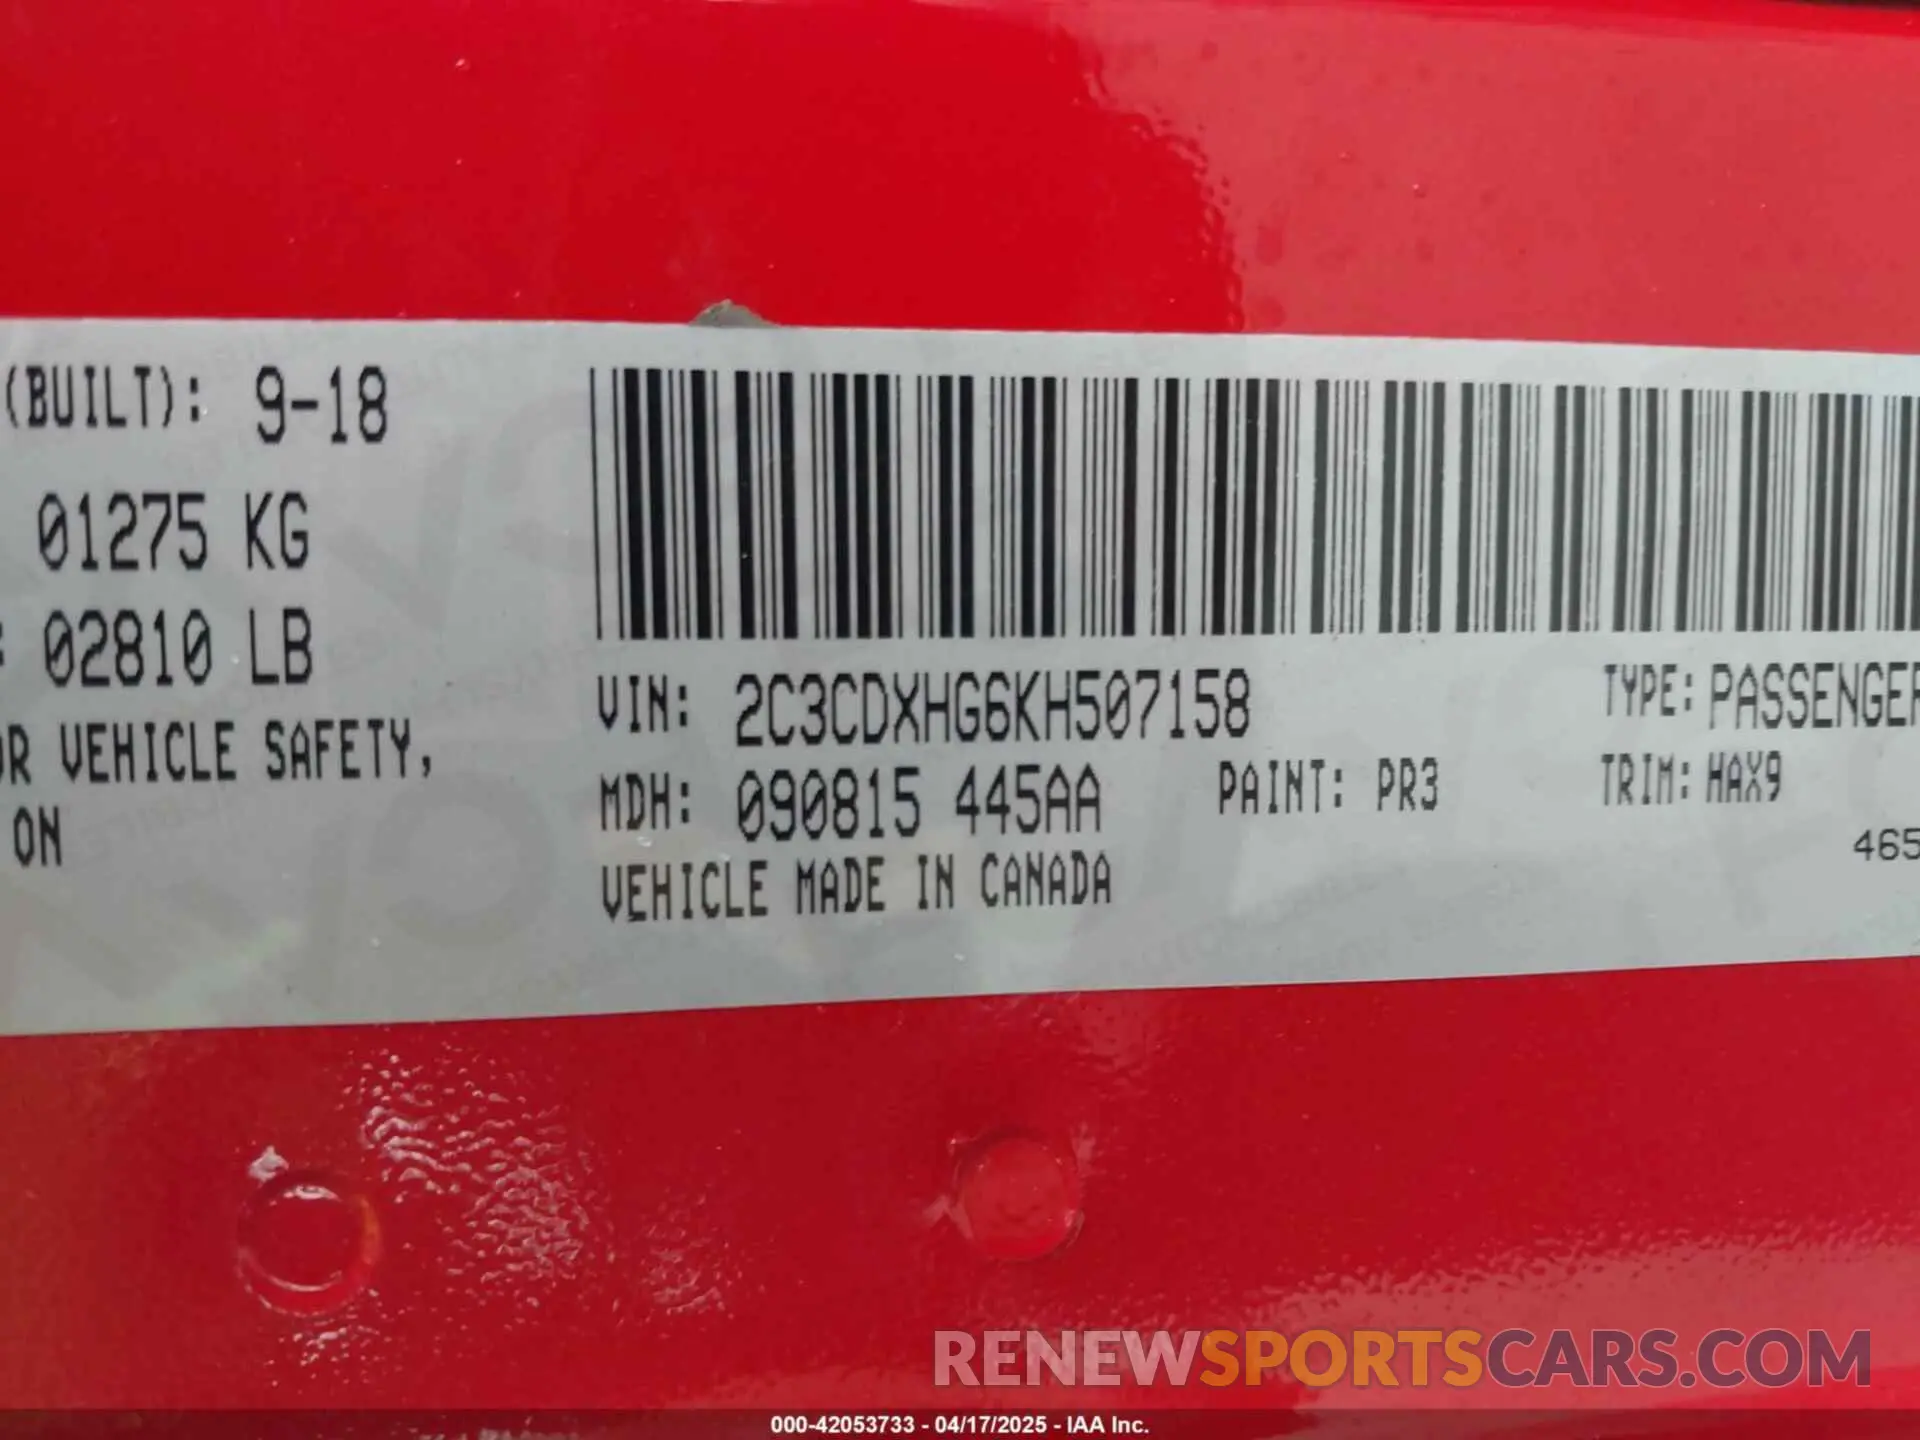 (BUILT): 9-18
01275 KG
: 02810 LB
OR VEHICLE SAFETY,
ON
VIN: 2C3CDXHG6KH507158
TYPE: PASSENGER
MDH: 090815 445AA
PAINT: PR3
TRIM: HAX9
465
VEHICLE MADE IN CANADA
RENEWSPORTSCARS.COM
000-42053733 - 04/17/2025 - IAA Inc.